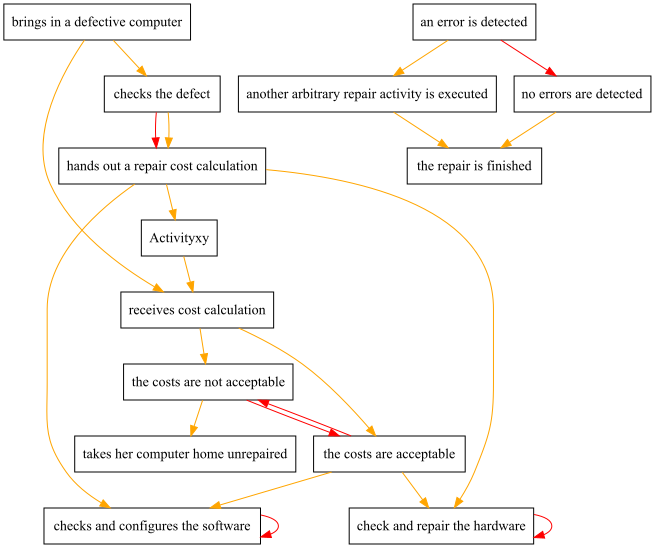 brings in a defective computer
an error is detected
checks the defect
another arbitrary repair activity is executed
no errors are detected
hands out a repair cost calculation
the repair is finished
Activityxy
receives cost calculation
the costs are not acceptable
takes her computer home unrepaired
the costs are acceptable
checks and configures the software
check and repair the hardware